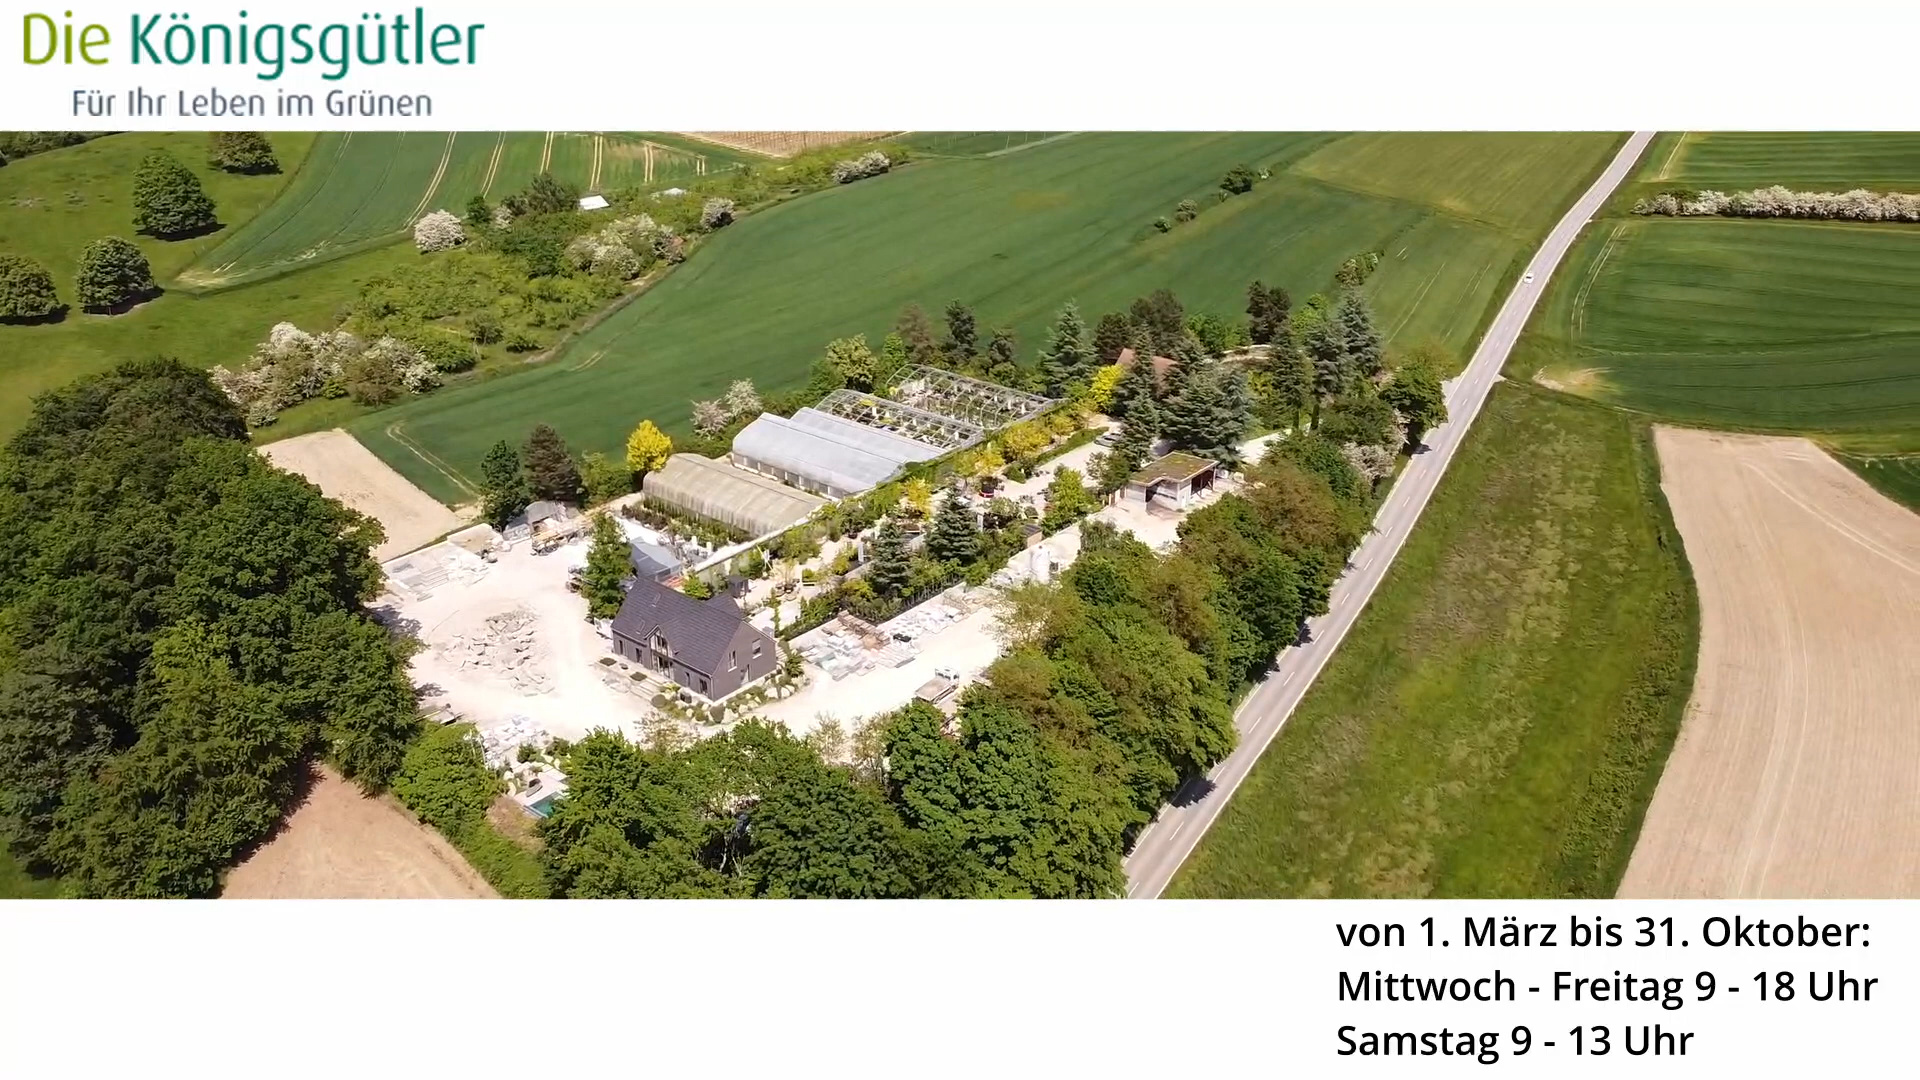 Die Königsgütler
Für Ihr Leben im Grünen
von 1. März bis 31. Oktober:
Mittwoch - Freitag 9 - 18 Uhr
Samstag 9 - 13 Uhr